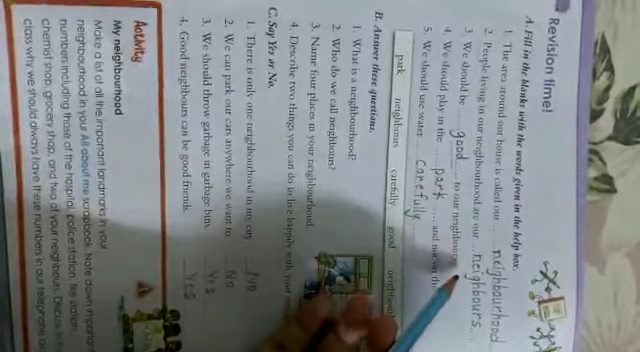 Revision time!
A. Fill in the blanks with the words given in the help box.
1. The area around our house is called our neighbourhood
2. People living in our neighbourhood are our neighbours.
3. We should be good to our neighbours
4. We should play in the park and not on the
5. We should use water carefully
park neighbours carefully good neighbour
B. Answer these questions.
1. What is a neighbourhood?
2. Who do we call neighbours?
3. Name four places in your neighbourhood.
4. Describe two things you can do to live happily with your
C. Say Yes or No.
1. There is only one neighbourhood in my city. No
2. We can park our cars anywhere we want to. No
3. We should throw garbage in garbage bins. Yes
4. Good neighbours can be good friends. Yes
Activity
My neighbourhood
Make a list of all the important landmarks in your
neighbourhood in your All about me scrapbook. Note down important
numbers including those of the hospital, police station, fire station,
chemist shop, grocery shop, and two of your neighbours. Discuss in
class why we should always have these numbers in our telephone